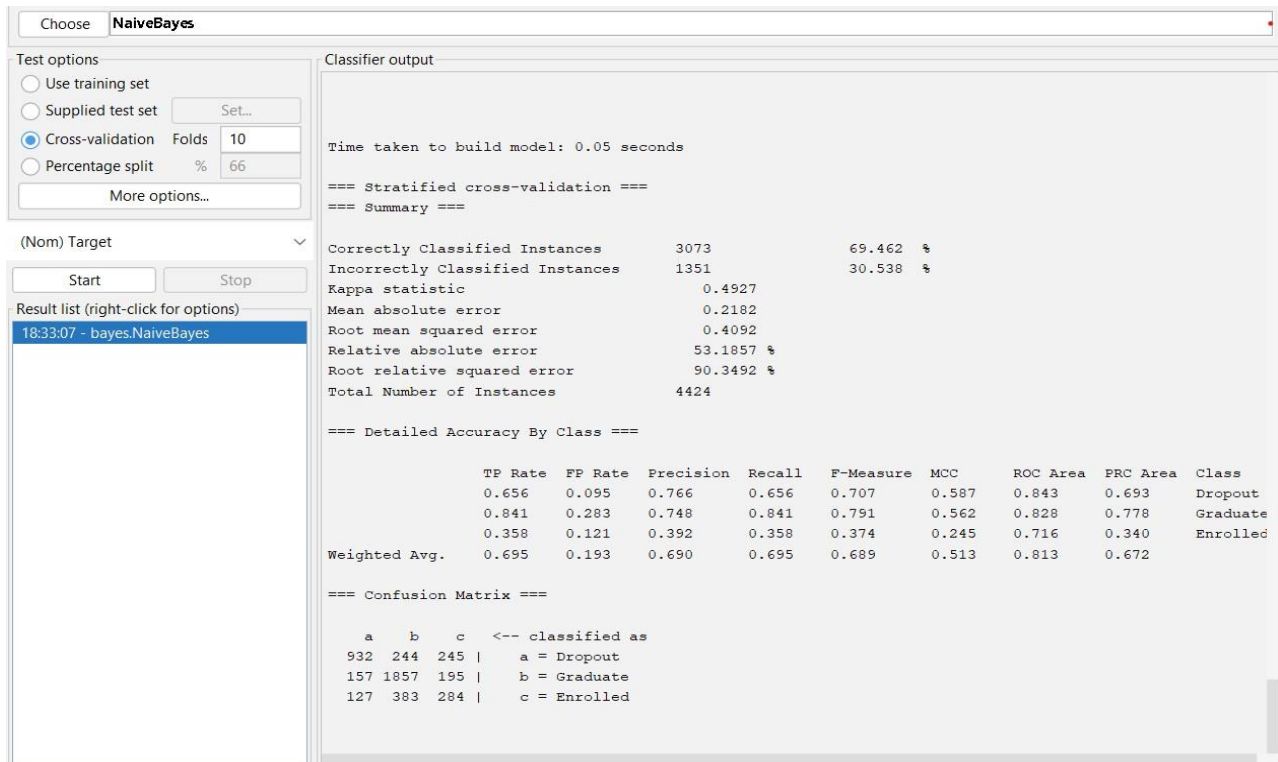 Choose NaiveBayes
Test options
Use training set
Supplied test set Set...
Cross-validation Folds 10
Percentage split % 66
More options...
(Nom) Target
Start Stop
Result list (right-click for options)
18:33:07 - bayes.NaiveBayes
Classifier output
Time taken to build model: 0.05 seconds
=== Stratified cross-validation ===
=== Summary ===
Correctly Classified Instances 3073 69.462 %
Incorrectly Classified Instances 1351 30.538 %
Kappa statistic 0.4927
Mean absolute error 0.2182
Root mean squared error 0.4092
Relative absolute error 53.1857 %
Root relative squared error 90.3492 %
Total Number of Instances 4424
=== Detailed Accuracy By Class ===
TP Rate FP Rate Precision Recall F-Measure MCC ROC Area PRC Area Class
0.656 0.095 0.766 0.656 0.707 0.587 0.843 0.693 Dropout
0.841 0.283 0.748 0.841 0.791 0.562 0.828 0.778 Graduate
0.358 0.121 0.392 0.358 0.374 0.245 0.716 0.340 Enrolled
Weighted Avg. 0.695 0.193 0.690 0.695 0.689 0.513 0.813 0.672
=== Confusion Matrix ===
a b c <-- classified as
932 244 245 | a = Dropout
157 1857 195 | b = Graduate
127 383 284 | c = Enrolled